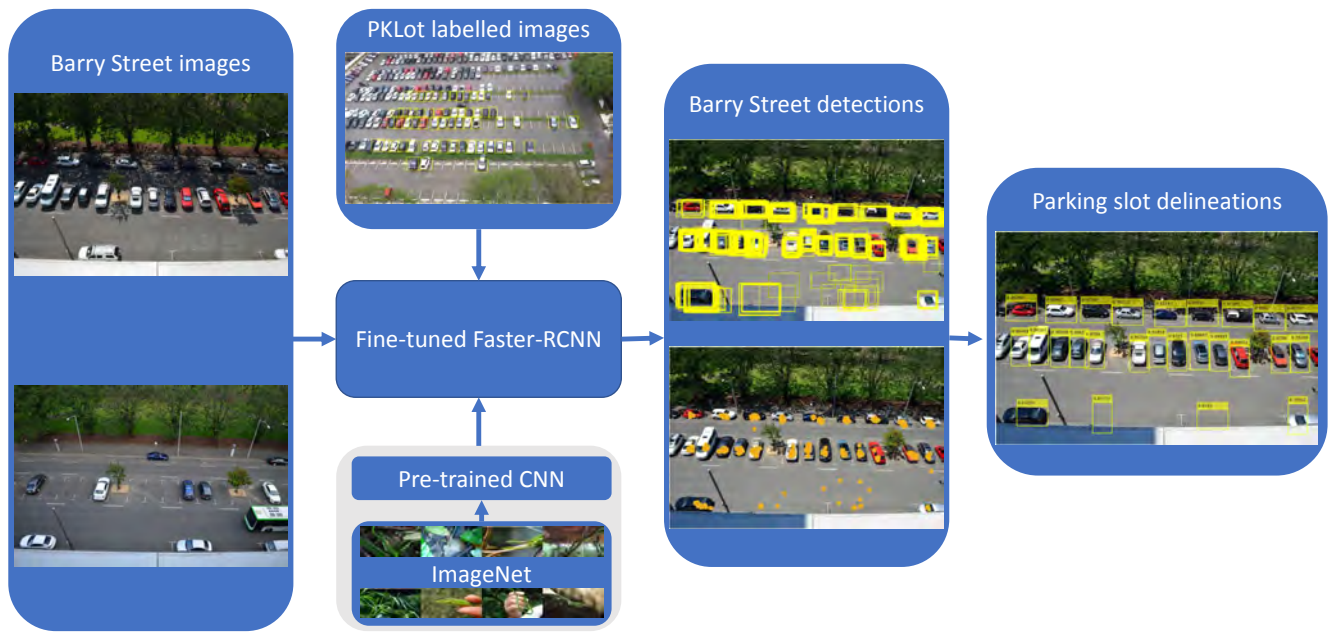 Barry Street images
PKLot labelled images
Fine-tuned Faster-RCNN
Pre-trained CNN
ImageNet
Barry Street detections
Parking slot delineations